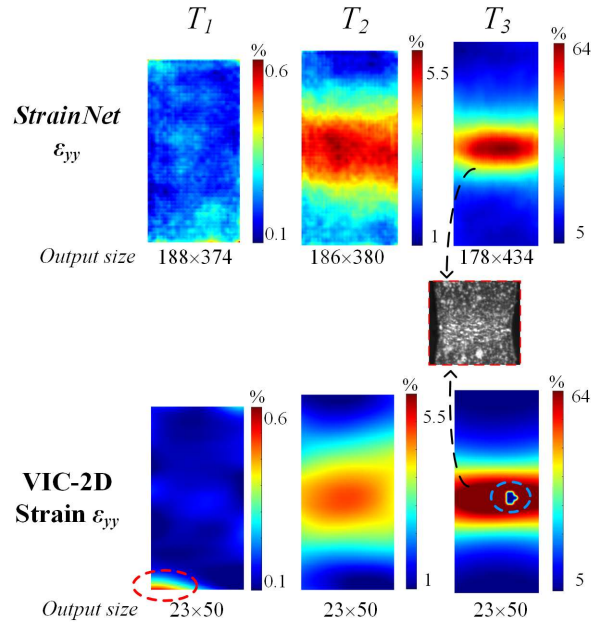 T1 T2 T3
% % %
0.6 5.5 64
StrainNet
εyy
0.1 1 5
Output size 188×374 186×380 178×434
% % %
0.6 5.5 64
VIC-2D
Strain εyy
0.1 1 5
Output size 23×50 23×50 23×50